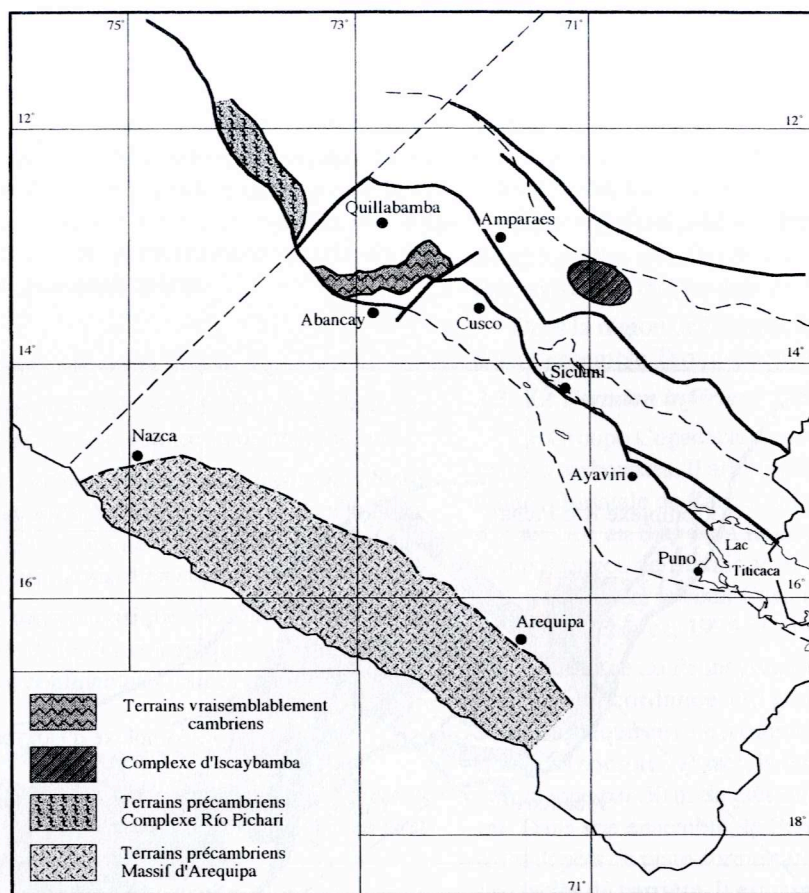 75°
73°
71°
12°
12°
Quillabamba
Amparaes
Abancay
Cusco
14°
14°
Sicuani
Nazca
Ayaviri
Lac
Titicaca
Puno
16°
16°
Arequipa
Terrains vraisemblablement
cambriens
Complexe d'Iscaybamba
Terrains précambriens
Complexe Río Pichari
Terrains précambriens
Massif d'Arequipa
18°
71°